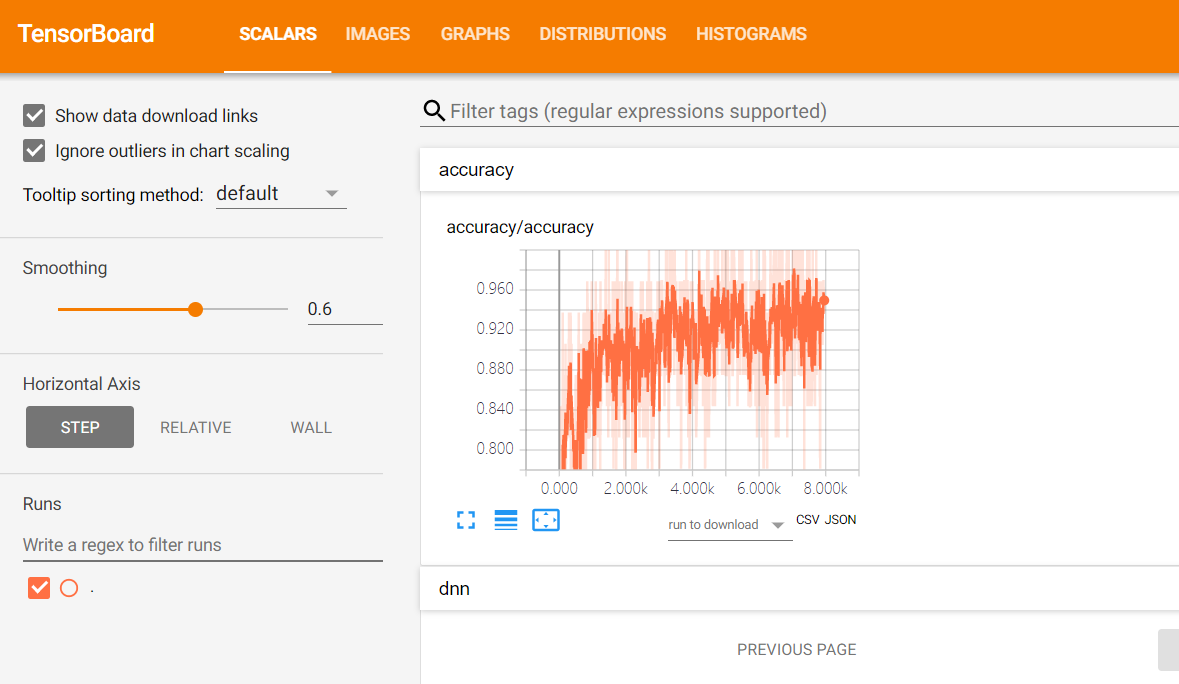 TensorBoard SCALARS IMAGES GRAPHS DISTRIBUTIONS HISTOGRAMS
Show data download links
Ignore outliers in chart scaling
Tooltip sorting method: default
Smoothing
0.6
Horizontal Axis
STEP RELATIVE WALL
Runs
Write a regex to filter runs
.
Filter tags (regular expressions supported)
accuracy
accuracy/accuracy
0.960
0.920
0.880
0.840
0.800
0.000 2.000k 4.000k 6.000k 8.000k
run to download CSV JSON
dnn
PREVIOUS PAGE